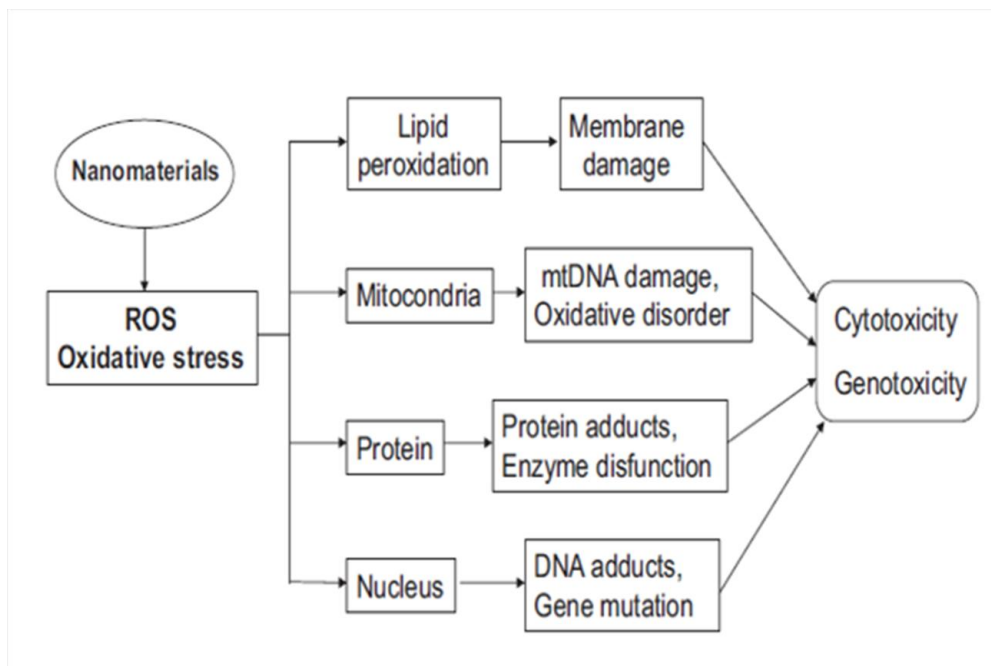 Nanomaterials
ROS
Oxidative stress
Lipid
peroxidation
Membrane
damage
Mitocondria
mtDNA damage,
Oxidative disorder
Protein
Protein adducts,
Enzyme disfunction
Nucleus
DNA adducts,
Gene mutation
Cytotoxicity
Genotoxicity